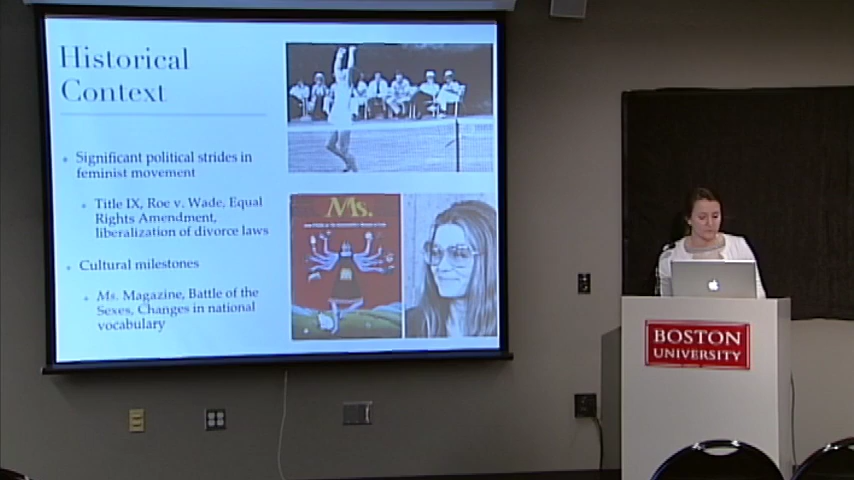 Historical
Context
Significant political strides in
feminist movement
Title IX, Roe v. Wade, Equal
Rights Amendment,
liberalization of divorce laws
Cultural milestones
Ms. Magazine, Battle of the
Sexes, Changes in national
vocabulary
Ms.
BOSTON
UNIVERSITY